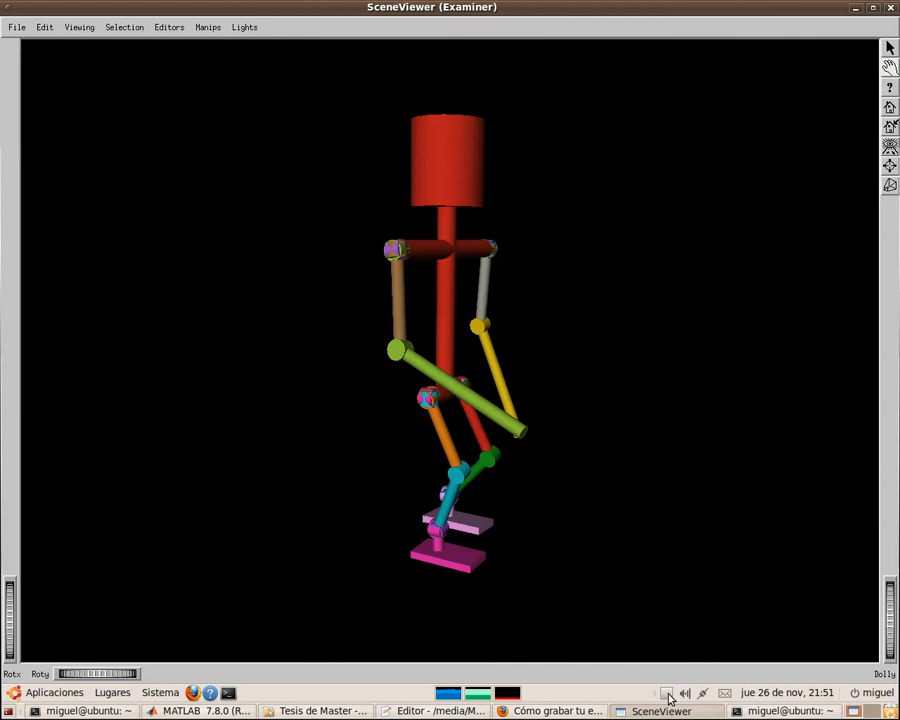 SceneViewer (Examiner)
File Edit Viewing Selection Editors Manips Lights
?
Rotx Roty Dolly
Aplicaciones Lugares Sistema ? jue 26 de nov, 21:51 miguel
miguel@ubuntu: ~ MATLAB 7.8.0 (R... Tesis de Master -... Editor - /media/M... Cómo grabar tu e... SceneViewer miguel@ubuntu: ~